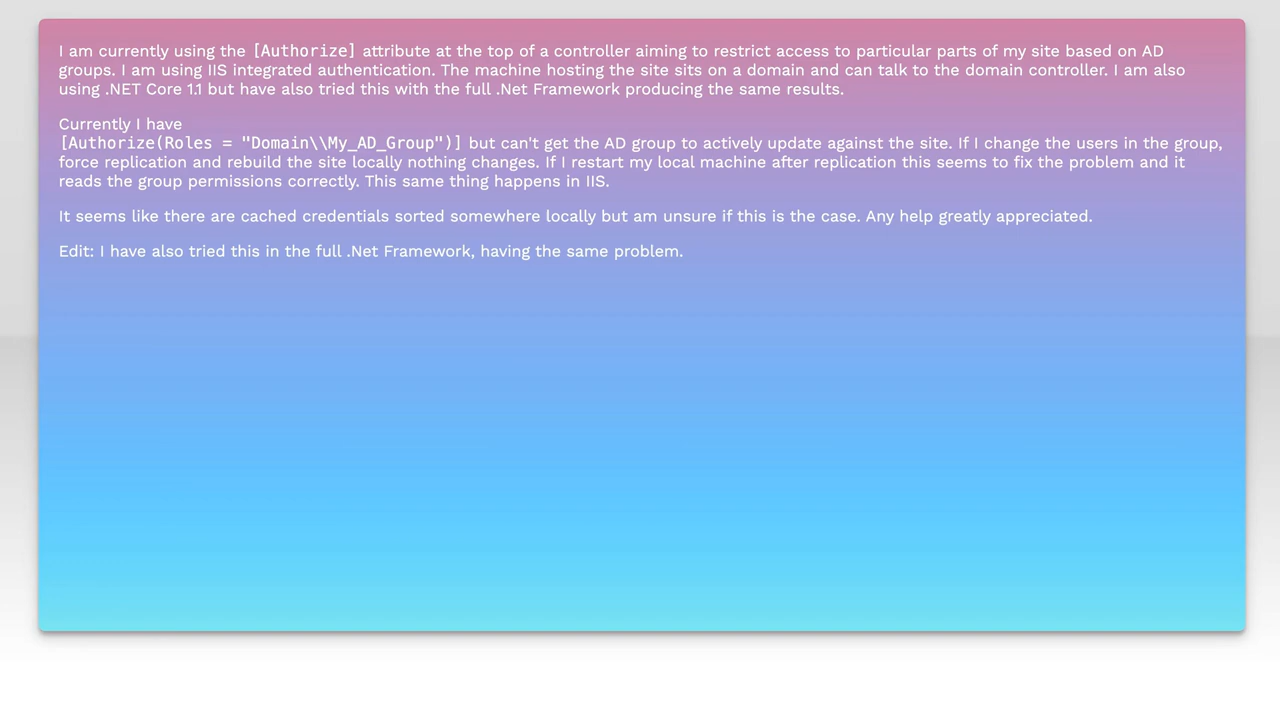 I am currently using the [Authorize] attribute at the top of a controller aiming to restrict access to particular parts of my site based on AD
groups. I am using IIS integrated authentication. The machine hosting the site sits on a domain and can talk to the domain controller. I am also
using .NET Core 1.1 but have also tried this with the full .Net Framework producing the same results.
Currently I have
[Authorize(Roles = "Domain\\My_AD_Group")] but can't get the AD group to actively update against the site. If I change the users in the group,
force replication and rebuild the site locally nothing changes. If I restart my local machine after replication this seems to fix the problem and it
reads the group permissions correctly. This same thing happens in IIS.
It seems like there are cached credentials sorted somewhere locally but am unsure if this is the case. Any help greatly appreciated.
Edit: I have also tried this in the full .Net Framework, having the same problem.